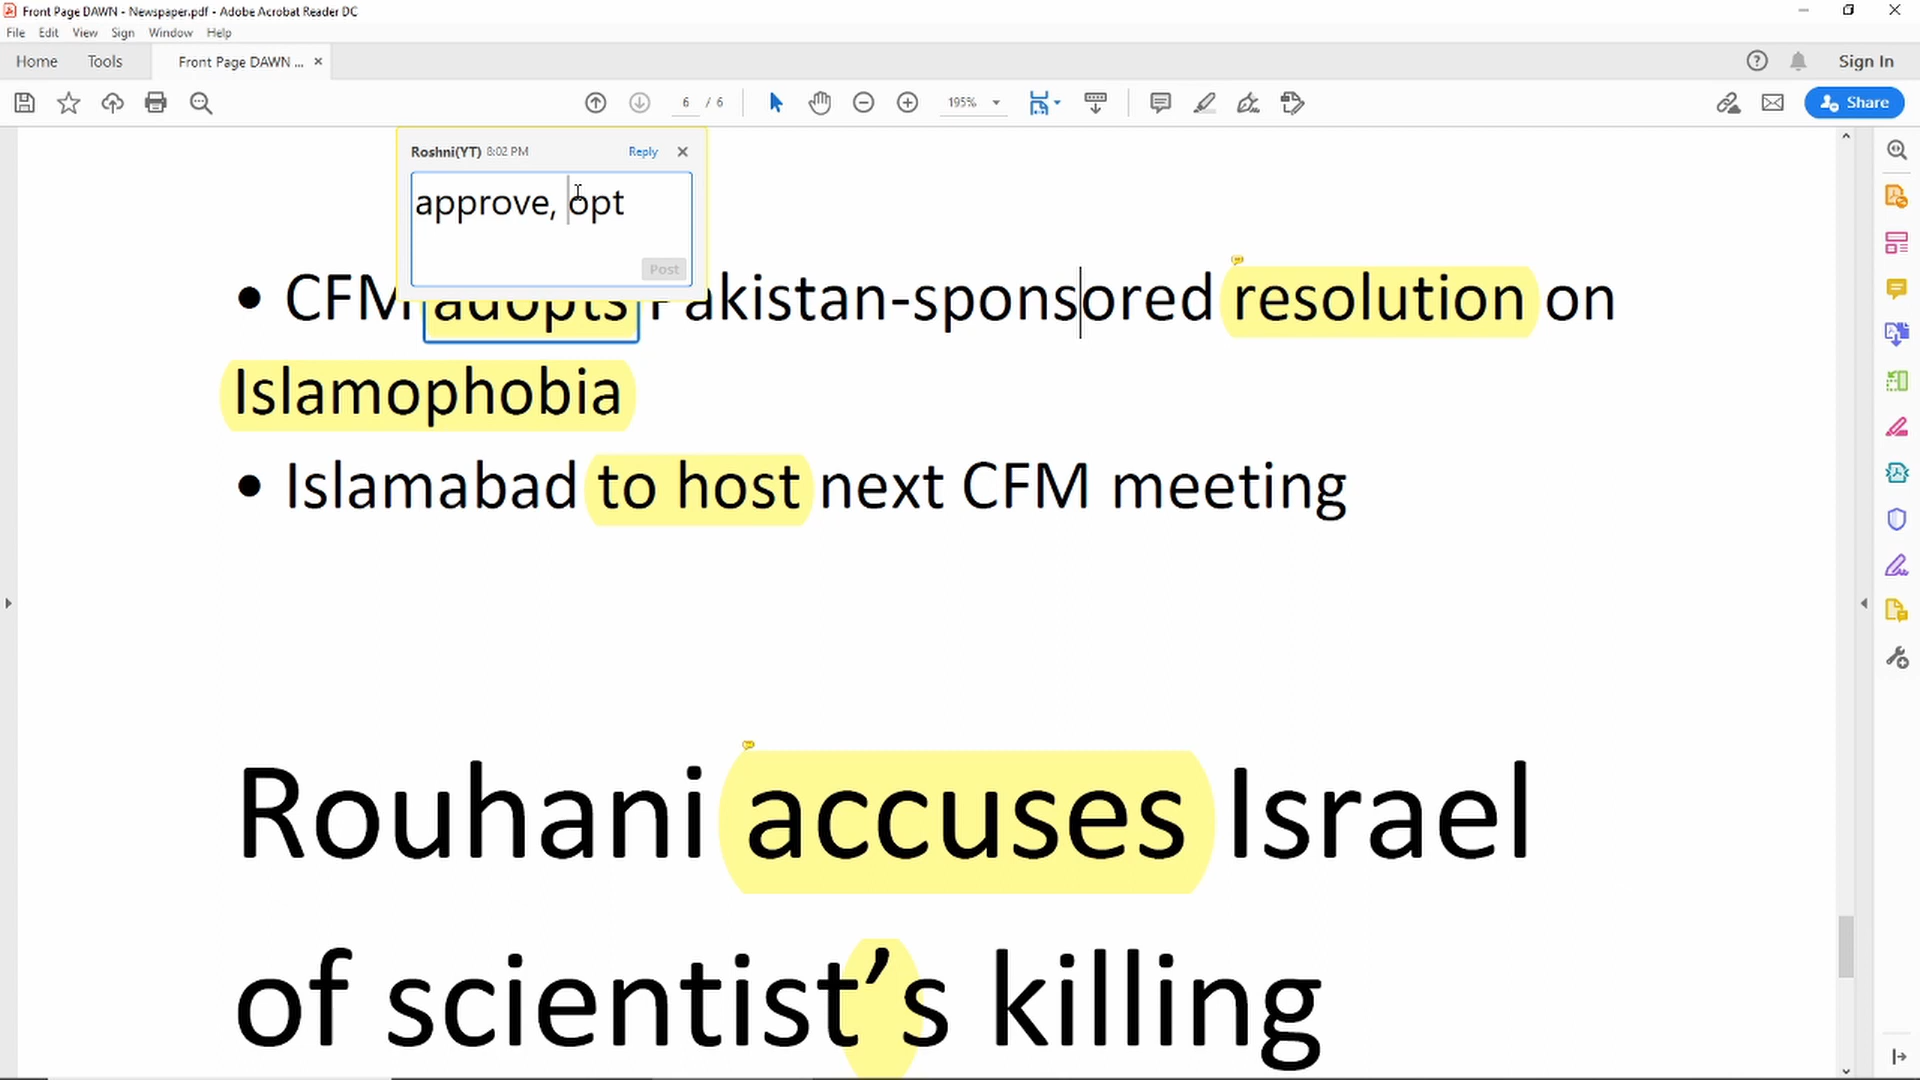 Front Page DAWN - Newspaper.pdf - Adobe Acrobat Reader DC
File Edit View Sign Window Help
Home Tools Front Page DAWN ... × Sign In
6 / 6 195% Share
Roshni(YT) 8:02 PM Reply
approve, opt
Post
• CFM adopts Pakistan-sponsored resolution on
Islamophobia
• Islamabad to host next CFM meeting
Rouhani accuses Israel
of scientist’s killing